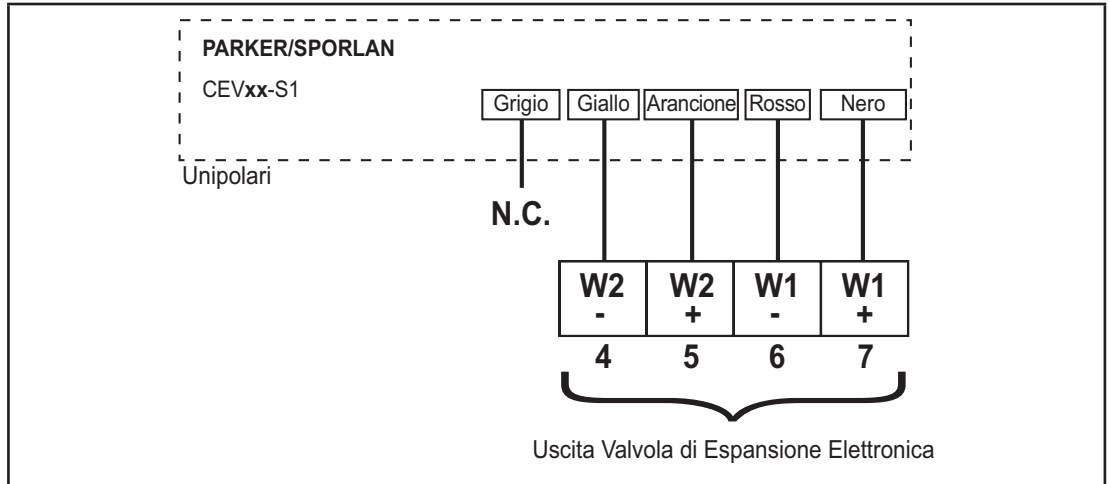 PARKER/SPORLAN
CEVxx-S1
Grigio Giallo Arancione Rosso Nero
Unipolari
N.C.
W2 W2 W1 W1
- + - +
4 5 6 7
Uscita Valvola di Espansione Elettronica